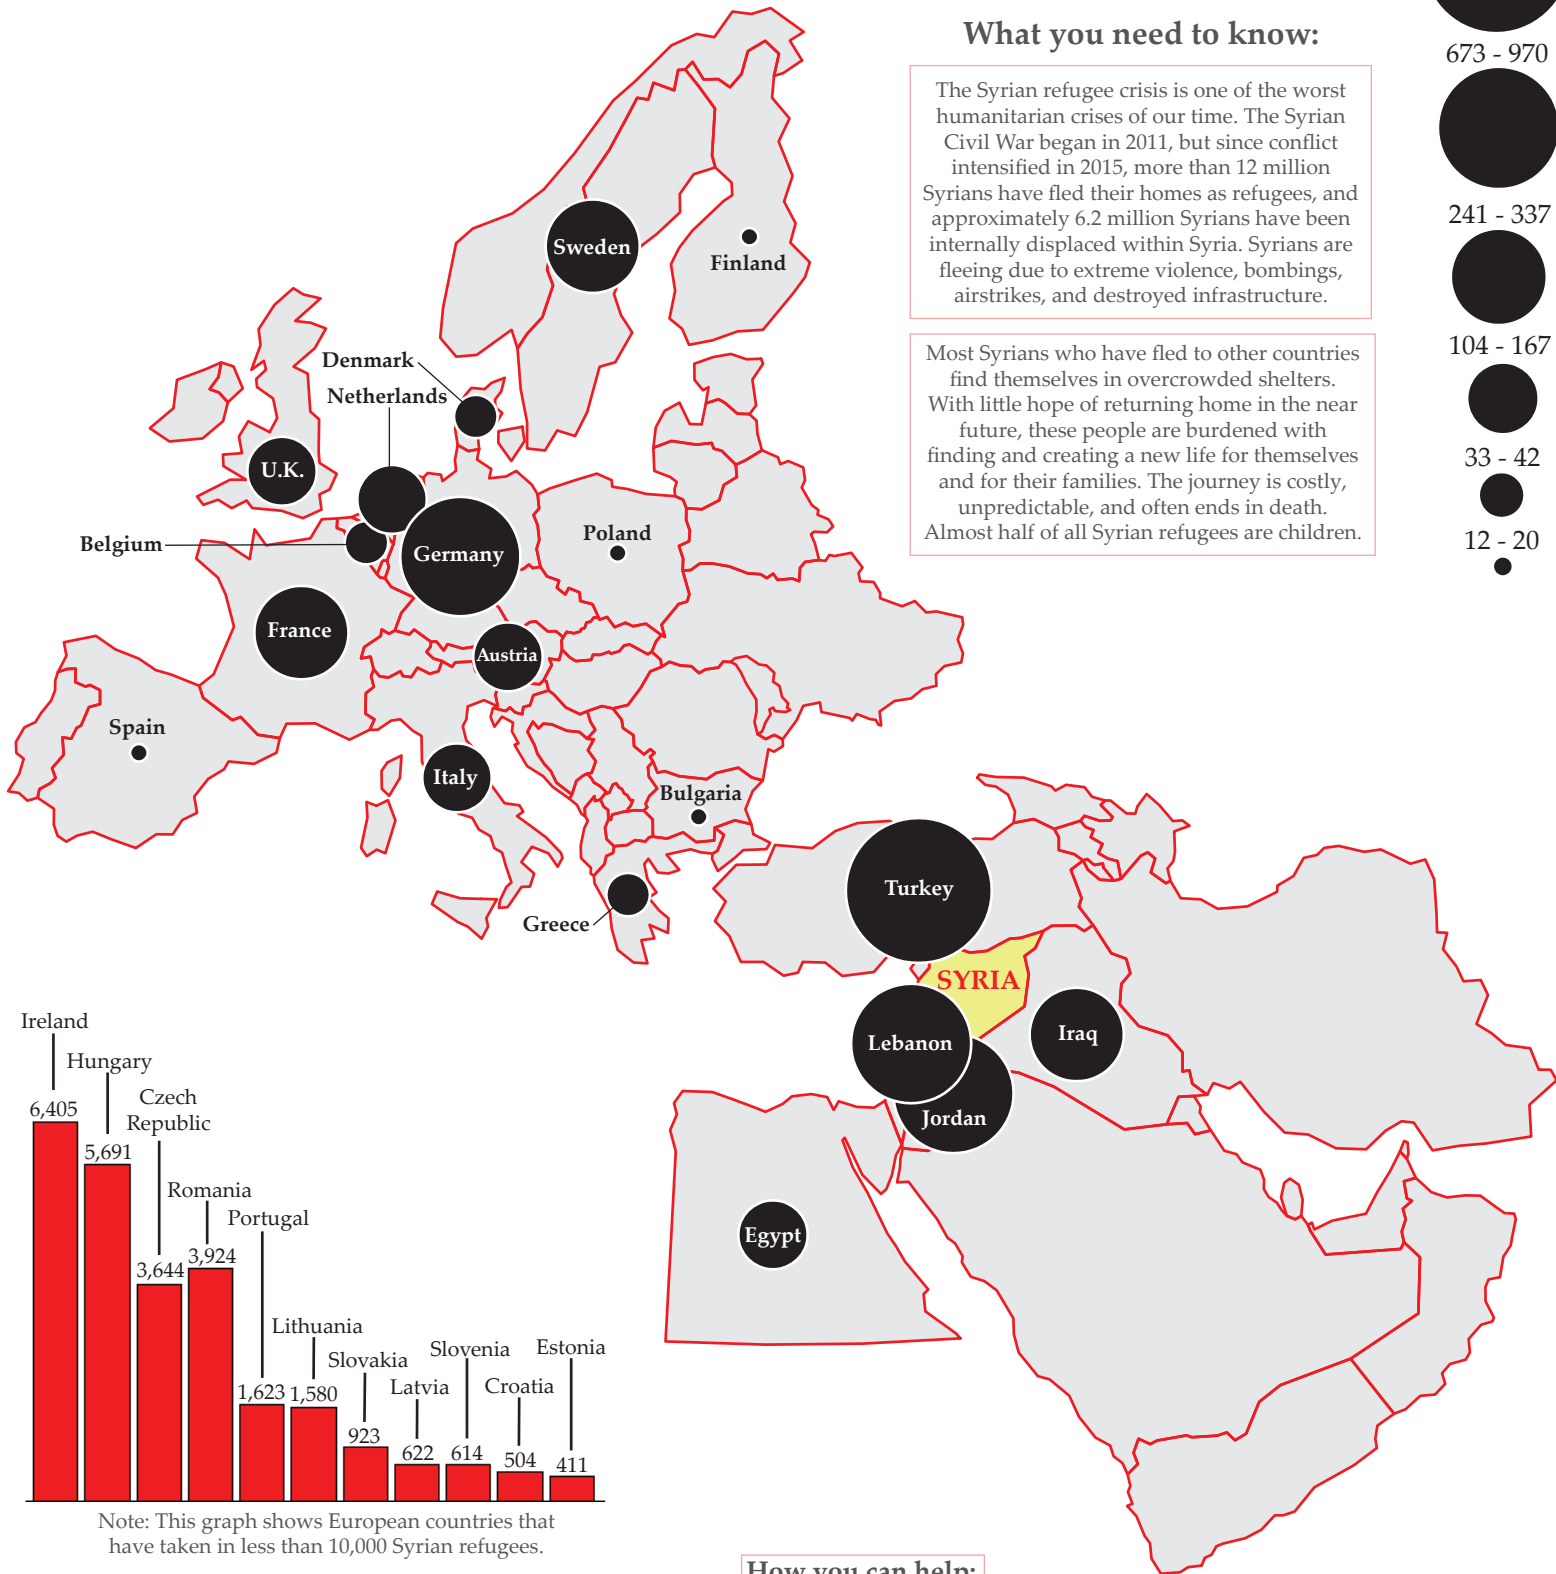 What you need to know:
The Syrian refugee crisis is one of the worst
humanitarian crises of our time. The Syrian
Civil War began in 2011, but since conflict
intensified in 2015, more than 12 million
Syrians have fled their homes as refugees, and
approximately 6.2 million Syrians have been
internally displaced within Syria. Syrians are
fleeing due to extreme violence, bombings,
airstrikes, and destroyed infrastructure.
Most Syrians who have fled to other countries
find themselves in overcrowded shelters.
With little hope of returning home in the near
future, these people are burdened with
finding and creating a new life for themselves
and for their families. The journey is costly,
unpredictable, and often ends in death.
Almost half of all Syrian refugees are children.
673 - 970
241 - 337
104 - 167
33 - 42
12 - 20
Sweden
Finland
Denmark
Netherlands
U.K.
Belgium
Germany
Poland
France
Austria
Spain
Italy
Bulgaria
Greece
Turkey
SYRIA
Lebanon
Iraq
Jordan
Egypt
Ireland
Hungary
Czech
Republic
Romania
Portugal
Lithuania
Slovakia
Latvia
Slovenia
Croatia
Estonia
6,405
5,691
3,644
3,924
1,623
1,580
923
622
614
504
411
Note: This graph shows European countries that
have taken in less than 10,000 Syrian refugees.
How you can help: